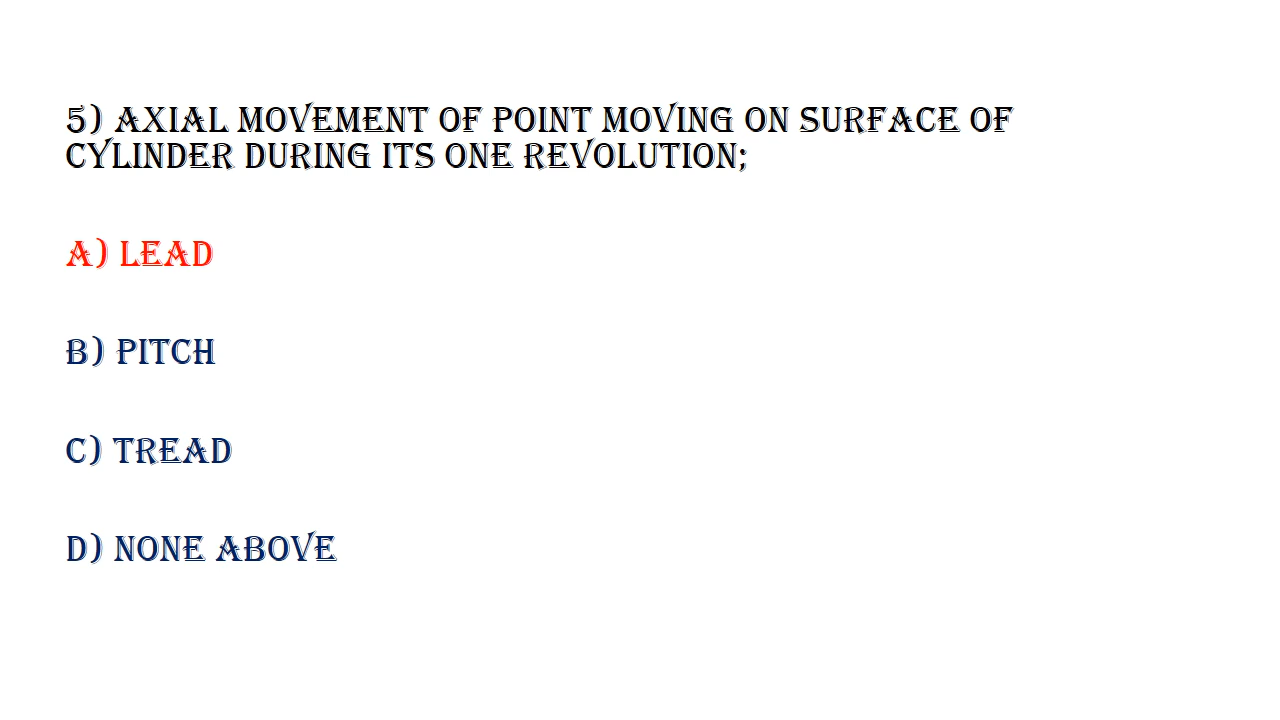 5) AXIAL MOVEMENT OF POINT MOVING ON SURFACE OF
CYLINDER DURING ITS ONE REVOLUTION;
A) LEAD
B) PITCH
C) TREAD
D) NONE ABOVE